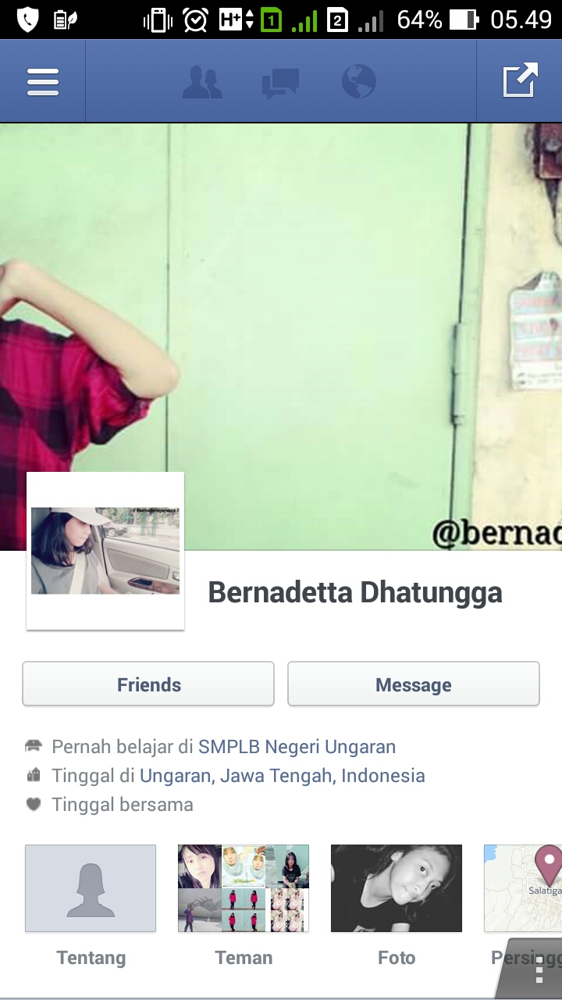 H+ 1 2 64% 05.49
@bernad
Bernadetta Dhatungga
Friends Message
Pernah belajar di SMPLB Negeri Ungaran
Tinggal di Ungaran, Jawa Tengah, Indonesia
Tinggal bersama
Salatiga
Tentang Teman Foto Persingg